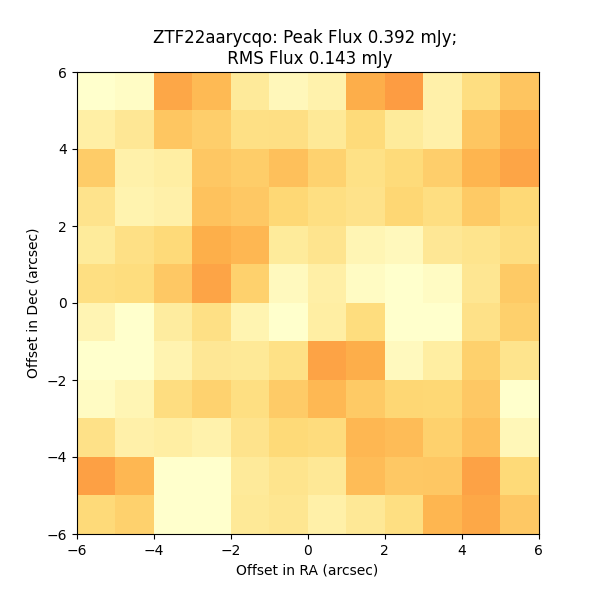 ZTF22aarycqo: Peak Flux 0.392 mJy;
RMS Flux 0.143 mJy
6
4
2
0
−2
−4
−6
Offset in Dec (arcsec)
−6 −4 −2 0 2 4 6
Offset in RA (arcsec)